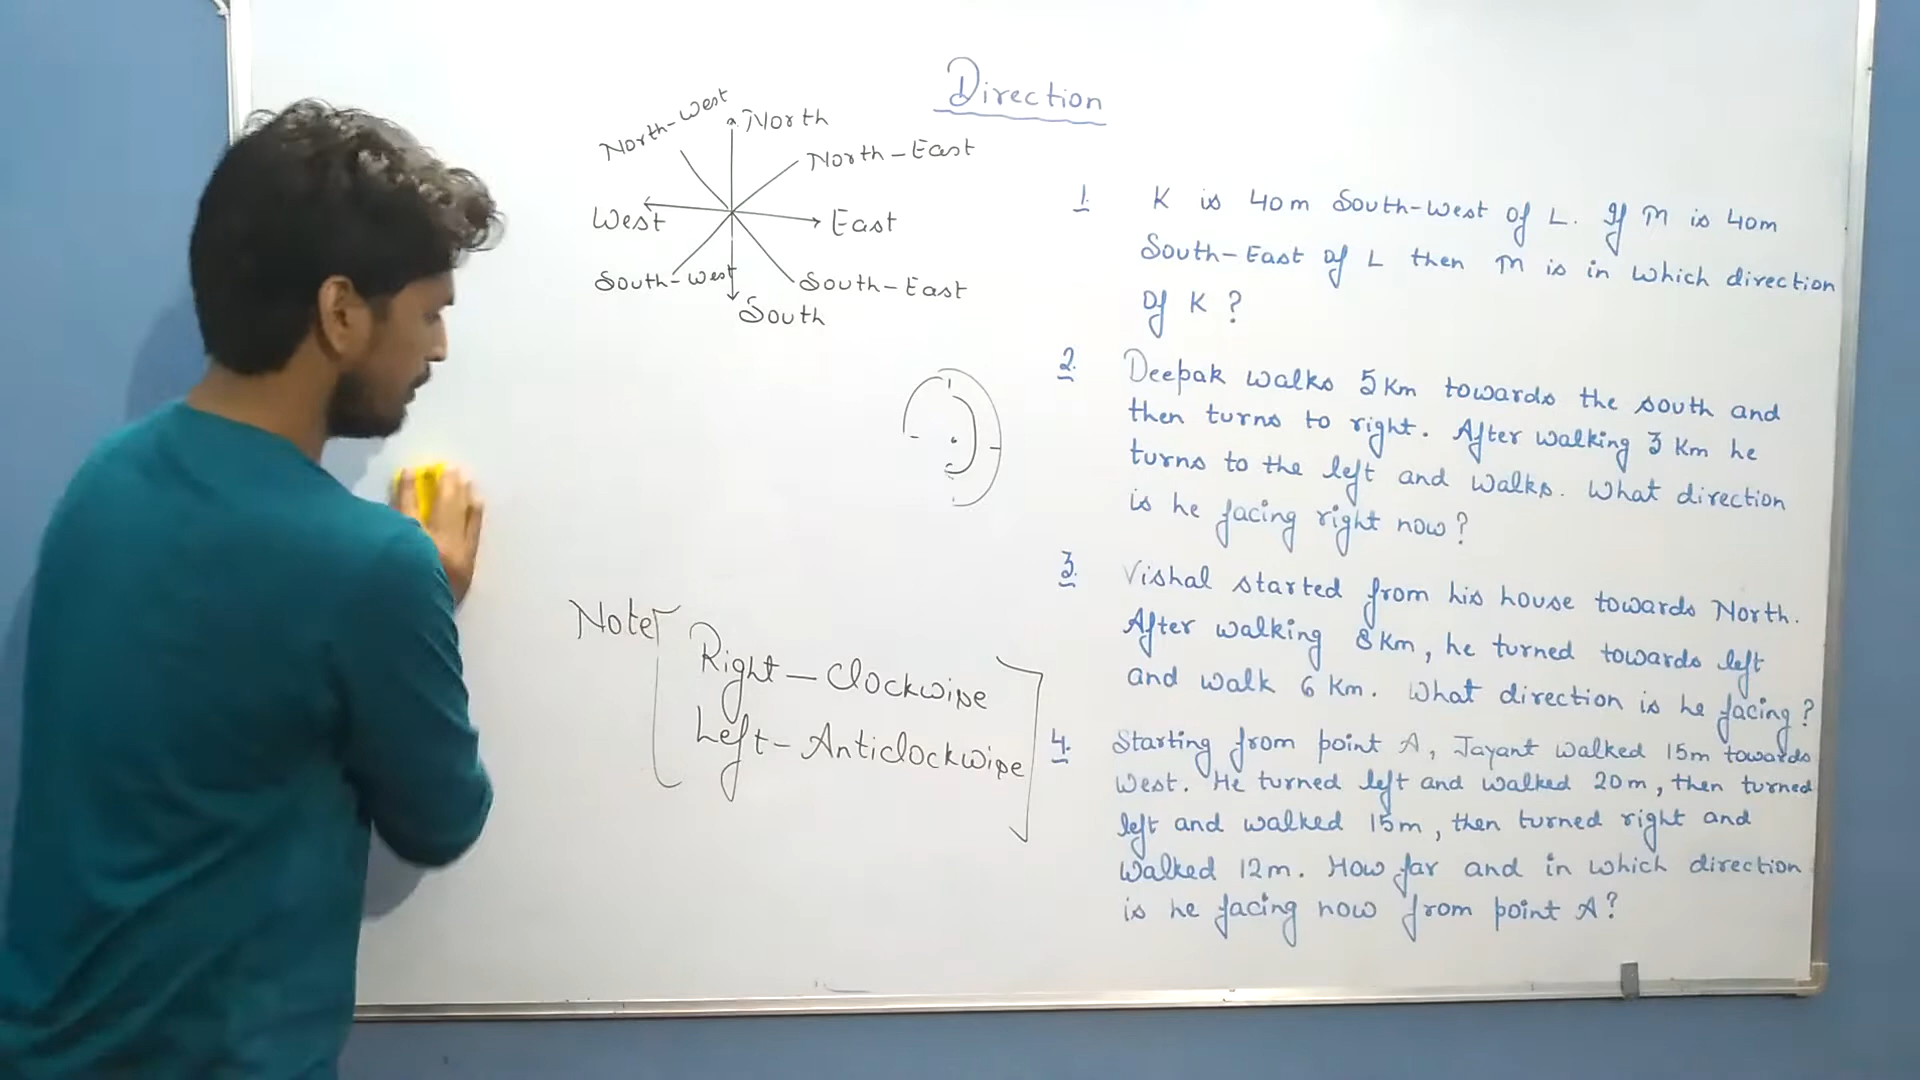 Direction
North-West
North
North-East
West
East
South-West
South-East
South
1. K is 40m South-West of L. If M is 40m
South-East of L then M is in which direction
of K ?
2. Deepak walks 5 Km towards the south and
then turns to right. After walking 3 Km he
turns to the left and walks. What direction
is he facing right now?
3. Vishal started from his house towards North.
After walking 8 Km, he turned towards left
and walk 6 Km. What direction is he facing?
4. Starting from point A, Jayant walked 15m towards
West. He turned left and walked 20m, then turned
left and walked 15m, then turned right and
walked 12m. How far and in which direction
is he facing now from point A?
Note
Right - Clockwise
Left - Anticlockwise